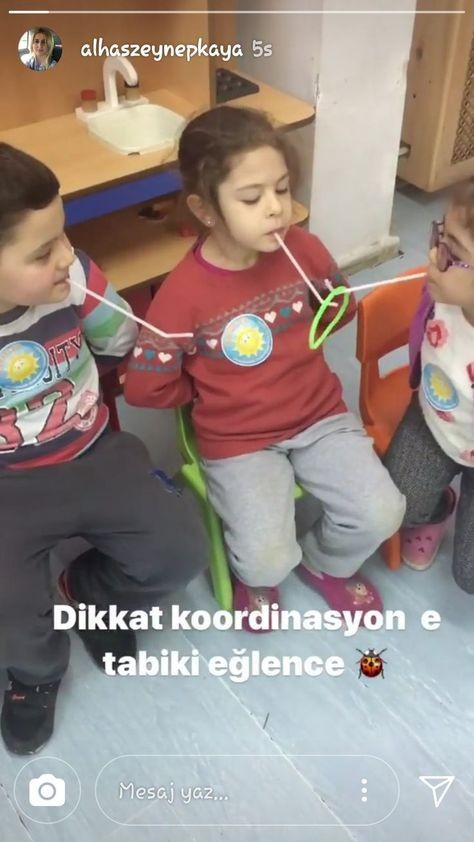 alhaszeynepkaya 5s
Dikkat koordinasyon e
tabiki eğlence
Mesaj yaz...